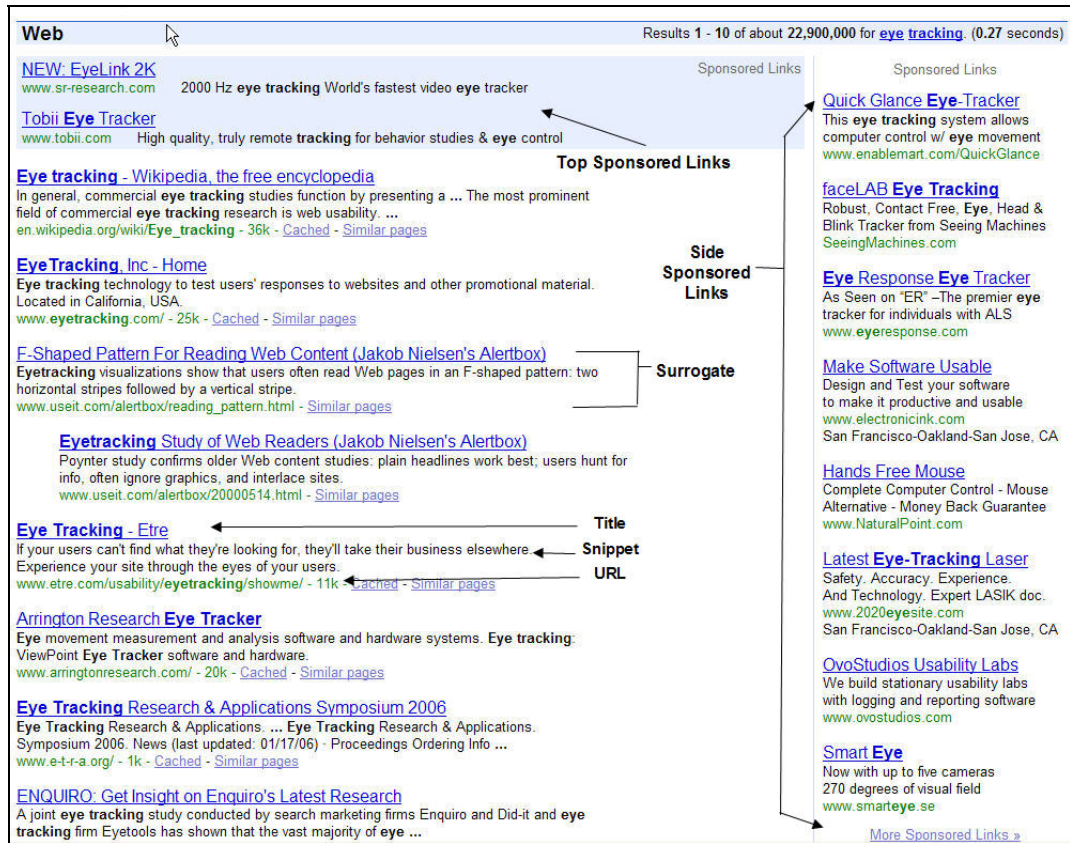 Web
Results 1 - 10 of about 22,900,000 for eye tracking. (0.27 seconds)
NEW: EyeLink 2K
Sponsored Links
www.sr-research.com 2000 Hz eye tracking World's fastest video eye tracker
Tobii Eye Tracker
www.tobii.com High quality, truly remote tracking for behavior studies & eye control
Top Sponsored Links
Eye tracking - Wikipedia, the free encyclopedia
In general, commercial eye tracking studies function by presenting a ... The most prominent
field of commercial eye tracking research is web usability. ...
en.wikipedia.org/wiki/Eye_tracking - 36k - Cached - Similar pages
EyeTracking, Inc - Home
Eye tracking technology to test users' responses to websites and other promotional material.
Located in California, USA.
www.eyetracking.com/ - 25k - Cached - Similar pages
Side
Sponsored
Links
F-Shaped Pattern For Reading Web Content (Jakob Nielsen's Alertbox)
Eyetracking visualizations show that users often read Web pages in an F-shaped pattern: two
horizontal stripes followed by a vertical stripe.
www.useit.com/alertbox/reading_pattern.html - Similar pages
Surrogate
Eyetracking Study of Web Readers (Jakob Nielsen's Alertbox)
Poynter study confirms older Web content studies: plain headlines work best; users hunt for
info, often ignore graphics, and interlace sites.
www.useit.com/alertbox/20000514.html - Similar pages
Eye Tracking - Etre
Title
If your users can't find what they're looking for, they'll take their business elsewhere.
Snippet
Experience your site through the eyes of your users.
www.etre.com/usability/eyetracking/showme/ - 11k - Cached - Similar pages
URL
Arrington Research Eye Tracker
Eye movement measurement and analysis software and hardware systems. Eye tracking:
ViewPoint Eye Tracker software and hardware.
www.arringtonresearch.com/ - 20k - Cached - Similar pages
Eye Tracking Research & Applications Symposium 2006
Eye Tracking Research & Applications. ... Eye Tracking Research & Applications.
Symposium 2006. News (last updated: 01/17/06) · Proceedings Ordering Info ...
www.e-t-r-a.org/ - 1k - Cached - Similar pages
ENQUIRO: Get Insight on Enquiro's Latest Research
A joint eye tracking study conducted by search marketing firms Enquiro and Did-it and eye
tracking firm Eyetools has shown that the vast majority of eye ...
Sponsored Links
Quick Glance Eye-Tracker
This eye tracking system allows
computer control w/ eye movement
www.enablemart.com/QuickGlance
faceLAB Eye Tracking
Robust, Contact Free, Eye, Head &
Blink Tracker from Seeing Machines
SeeingMachines.com
Eye Response Eye Tracker
As Seen on "ER" –The premier eye
tracker for individuals with ALS
www.eyeresponse.com
Make Software Usable
Design and Test your software
to make it productive and usable
www.electronicink.com
San Francisco-Oakland-San Jose, CA
Hands Free Mouse
Complete Computer Control - Mouse
Alternative - Money Back Guarantee
www.NaturalPoint.com
Latest Eye-Tracking Laser
Safety. Accuracy. Experience.
And Technology. Expert LASIK doc.
www.2020eyesite.com
San Francisco-Oakland-San Jose, CA
OvoStudios Usability Labs
We build stationary usability labs
with logging and reporting software
www.ovostudios.com
Smart Eye
Now with up to five cameras
270 degrees of visual field
www.smarteye.se
More Sponsored Links »